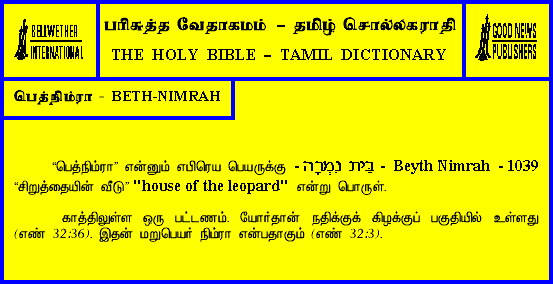 BELLWETHER
INTERNATIONAL
பரிசுத்த வேதாகமம் – தமிழ் சொல்லகராதி
THE HOLY BIBLE – TAMIL DICTIONARY
GOOD NEWS
PUBLISHERS
பெத்நிம்ரா - BETH-NIMRAH
“பெத்நிம்ரா” என்னும் எபிரெய பெயருக்கு - בֵּית נִמְרָה - Beyth Nimrah - 1039
“சிறுத்தையின் வீடு” "house of the leopard" என்று பொருள்.
காத்திலுள்ள ஒரு பட்டணம். யோர்தான் நதிக்குக் கிழக்குப் பகுதியில் உள்ளது
(எண் 32:36). இதன் மறுபெயர் நிம்ரா என்பதாகும் (எண் 32:3).